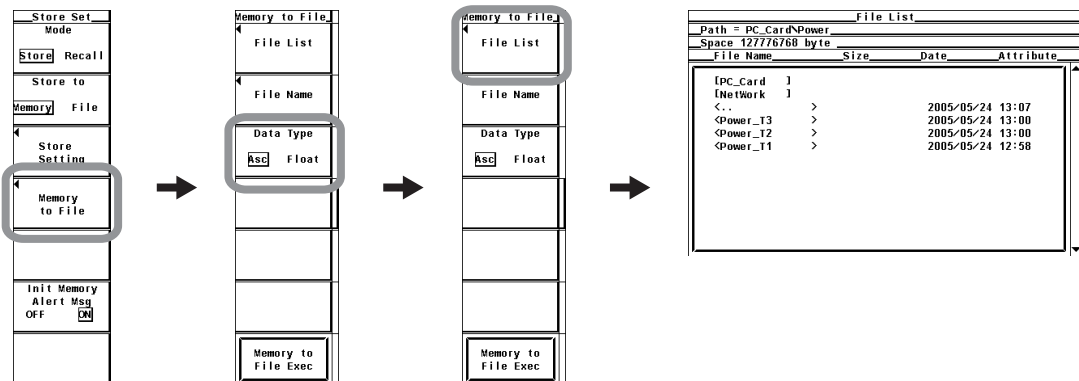 Store Set
Mode
Store Recall
Store to
Memory File
Store
Setting
Memory
to File
Init Memory
Alert Msg
OFF ON
Memory to File
File List
File Name
Data Type
Asc Float
Memory to
File Exec
Memory to File
File List
File Name
Data Type
Asc Float
Memory to
File Exec
File List
Path = PC_Card\Power
Space 127776768 byte
File Name Size Date Attribute
[PC_Card ]
[NetWork ]
<.. > 2005/05/24 13:07
<Power_T3 > 2005/05/24 13:00
<Power_T2 > 2005/05/24 13:00
<Power_T1 > 2005/05/24 12:58